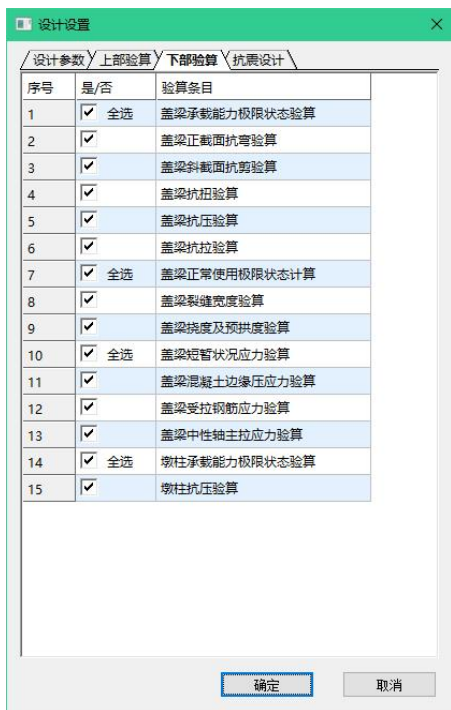 设计设置
设计参数 上部验算 下部验算 抗震设计
序号 是/否 验算条目
1 全选 盖梁承载能力极限状态验算
2 盖梁正截面抗弯验算
3 盖梁斜截面抗剪验算
4 盖梁抗扭验算
5 盖梁抗压验算
6 盖梁抗拉验算
7 全选 盖梁正常使用极限状态计算
8 盖梁裂缝宽度验算
9 盖梁挠度及预拱度验算
10 全选 盖梁短暂状况应力验算
11 盖梁混凝土边缘压应力验算
12 盖梁受拉钢筋应力验算
13 盖梁中性轴主拉应力验算
14 全选 墩柱承载能力极限状态验算
15 墩柱抗压验算
确定 取消